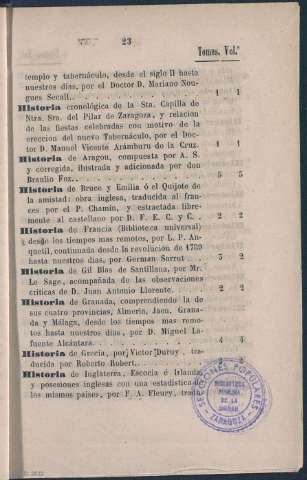 23
Tomos. Vol.ˢ
templo y tabernáculo, desde el siglo II hasta
nuestros dias, por el Doctor D. Mariano Nou-
gues Secall. . . 1 1
Historia cronológica de la Sta. Capilla de
Ntra. Sra. del Pilar de Zaragoza, y relacion
de las fiestas celebradas con motivo de la
ereccion del nuevo Tabernáculo, por el Doc-
tor D. Manuel Vicente Aramburu de la Cruz. 1 1
Historia de Aragon, compuesta por A. S.
y corregida, ilustrada y adicionada por don
Braulio Foz. . . 5 5
Historia de Bruce y Emilia ó el Quijote de
la amistad: obra inglesa, traducida al fran-
ces por el P. Chamin, y estractada libre-
mente al castellano por D. F. E. C. y C. . 2 2
Historia de Francia (Biblioteca universal)
desde los tiempos mas remotos, por L. P. An-
quetil, continuada desde la revolucion de 1789
hasta nuestros dias, por German Sarrut . 5
Historia de Gil Blas de Santillana, por Mr.
Le Sage, acompañada de las observaciones
críticas de D. Juan Antonio Llorente. . 2 2
Historia de Granada, comprendiendo la de
sus cuatro provincias, Almeria, Jaen, Grana-
da y Málaga, desde los tiempos mas remo-
tos hasta nuestros dias, por D. Miguel La-
fuente Alcántara. . . 4 4
Historia de Grecia, por Victor Duruy, tra-
ducida por Roberto Robert. . . 2
Historia de Inglaterra, Escocia é Irlanda,
y posesiones inglesas con una estadística de
los mismos paises, por F. A. Fleury, tradu-
SECCIONES POPULARES
BIBLIOTECA
DE LA
ZARAGOZA